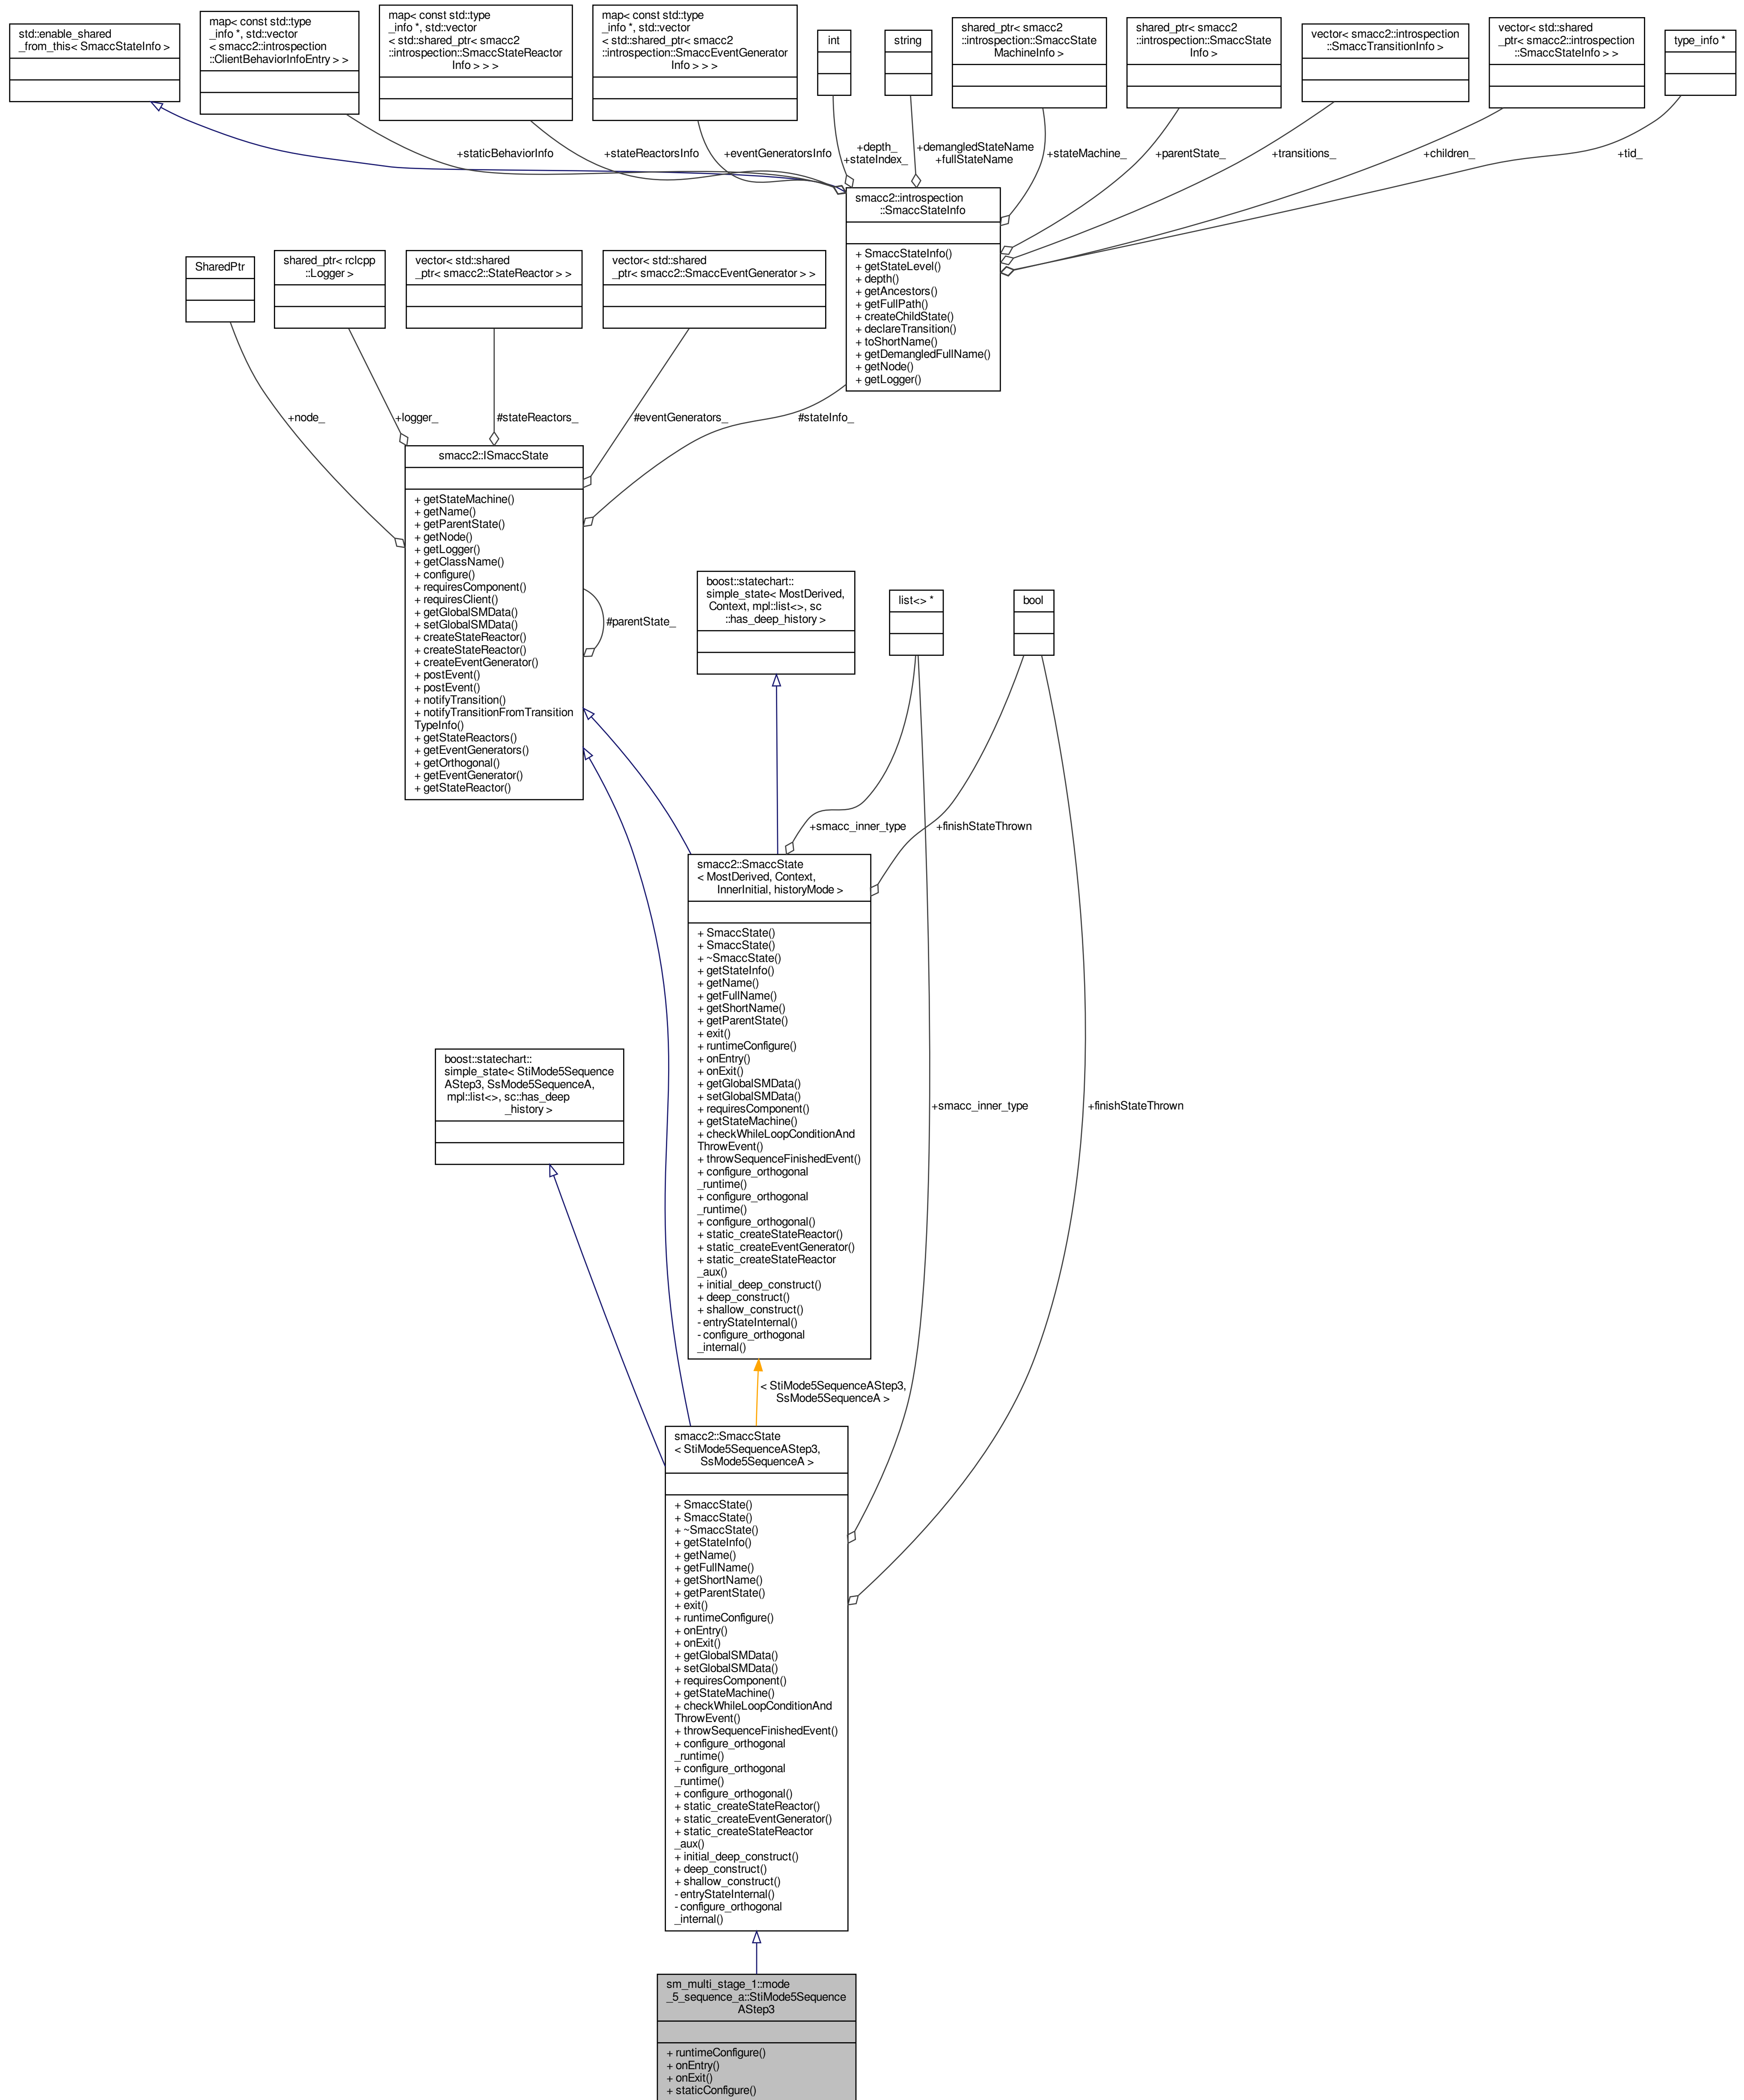 std::enable_shared
_from_this< SmaccStateInfo >
map< const std::type
_info *, std::vector
< smacc2::introspection
::ClientBehaviorInfoEntry > >
map< const std::type
_info *, std::vector
< std::shared_ptr< smacc2
::introspection::SmaccStateReactor
Info > > >
map< const std::type
_info *, std::vector
< std::shared_ptr< smacc2
::introspection::SmaccEventGenerator
Info > > >
int
string
shared_ptr< smacc2
::introspection::SmaccState
MachineInfo >
shared_ptr< smacc2
::introspection::SmaccState
Info >
vector< smacc2::introspection
::SmaccTransitionInfo >
vector< std::shared
_ptr< smacc2::introspection
::SmaccStateInfo > >
type_info *
+staticBehaviorInfo
+stateReactorsInfo
+eventGeneratorsInfo
+depth_
+stateIndex_
+demangledStateName
+fullStateName
+stateMachine_
+parentState_
+transitions_
+children_
+tid_
smacc2::introspection
::SmaccStateInfo
+ SmaccStateInfo()
+ getStateLevel()
+ depth()
+ getAncestors()
+ getFullPath()
+ createChildState()
+ declareTransition()
+ toShortName()
+ getDemangledFullName()
+ getNode()
+ getLogger()
SharedPtr
shared_ptr< rclcpp
::Logger >
vector< std::shared
_ptr< smacc2::StateReactor > >
vector< std::shared
_ptr< smacc2::SmaccEventGenerator > >
+node_
+logger_
#stateReactors_
#eventGenerators_
#stateInfo_
smacc2::ISmaccState
+ getStateMachine()
+ getName()
+ getParentState()
+ getNode()
+ getLogger()
+ getClassName()
+ configure()
+ requiresComponent()
+ requiresClient()
+ getGlobalSMData()
+ setGlobalSMData()
+ createStateReactor()
+ createStateReactor()
+ createEventGenerator()
+ postEvent()
+ postEvent()
+ notifyTransition()
+ notifyTransitionFromTransition
TypeInfo()
+ getStateReactors()
+ getEventGenerators()
+ getOrthogonal()
+ getEventGenerator()
+ getStateReactor()
#parentState_
boost::statechart::
simple_state< MostDerived,
Context, mpl::list<>, sc
::has_deep_history >
list<> *
bool
+smacc_inner_type
+finishStateThrown
smacc2::SmaccState
< MostDerived, Context,
InnerInitial, historyMode >
+ SmaccState()
+ SmaccState()
+ ~SmaccState()
+ getStateInfo()
+ getName()
+ getFullName()
+ getShortName()
+ getParentState()
+ exit()
+ runtimeConfigure()
+ onEntry()
+ onExit()
+ getGlobalSMData()
+ setGlobalSMData()
+ requiresComponent()
+ getStateMachine()
+ checkWhileLoopConditionAnd
ThrowEvent()
+ throwSequenceFinishedEvent()
+ configure_orthogonal
_runtime()
+ configure_orthogonal
_runtime()
+ configure_orthogonal()
+ static_createStateReactor()
+ static_createEventGenerator()
+ static_createStateReactor
_aux()
+ initial_deep_construct()
+ deep_construct()
+ shallow_construct()
- entryStateInternal()
- configure_orthogonal
_internal()
boost::statechart::
simple_state< StiMode5Sequence
AStep3, SsMode5SequenceA,
mpl::list<>, sc::has_deep
_history >
+smacc_inner_type
+finishStateThrown
< StiMode5SequenceAStep3,
SsMode5SequenceA >
smacc2::SmaccState
< StiMode5SequenceAStep3,
SsMode5SequenceA >
+ SmaccState()
+ SmaccState()
+ ~SmaccState()
+ getStateInfo()
+ getName()
+ getFullName()
+ getShortName()
+ getParentState()
+ exit()
+ runtimeConfigure()
+ onEntry()
+ onExit()
+ getGlobalSMData()
+ setGlobalSMData()
+ requiresComponent()
+ getStateMachine()
+ checkWhileLoopConditionAnd
ThrowEvent()
+ throwSequenceFinishedEvent()
+ configure_orthogonal
_runtime()
+ configure_orthogonal
_runtime()
+ configure_orthogonal()
+ static_createStateReactor()
+ static_createEventGenerator()
+ static_createStateReactor
_aux()
+ initial_deep_construct()
+ deep_construct()
+ shallow_construct()
- entryStateInternal()
- configure_orthogonal
_internal()
sm_multi_stage_1::mode
_5_sequence_a::StiMode5Sequence
AStep3
+ runtimeConfigure()
+ onEntry()
+ onExit()
+ staticConfigure()